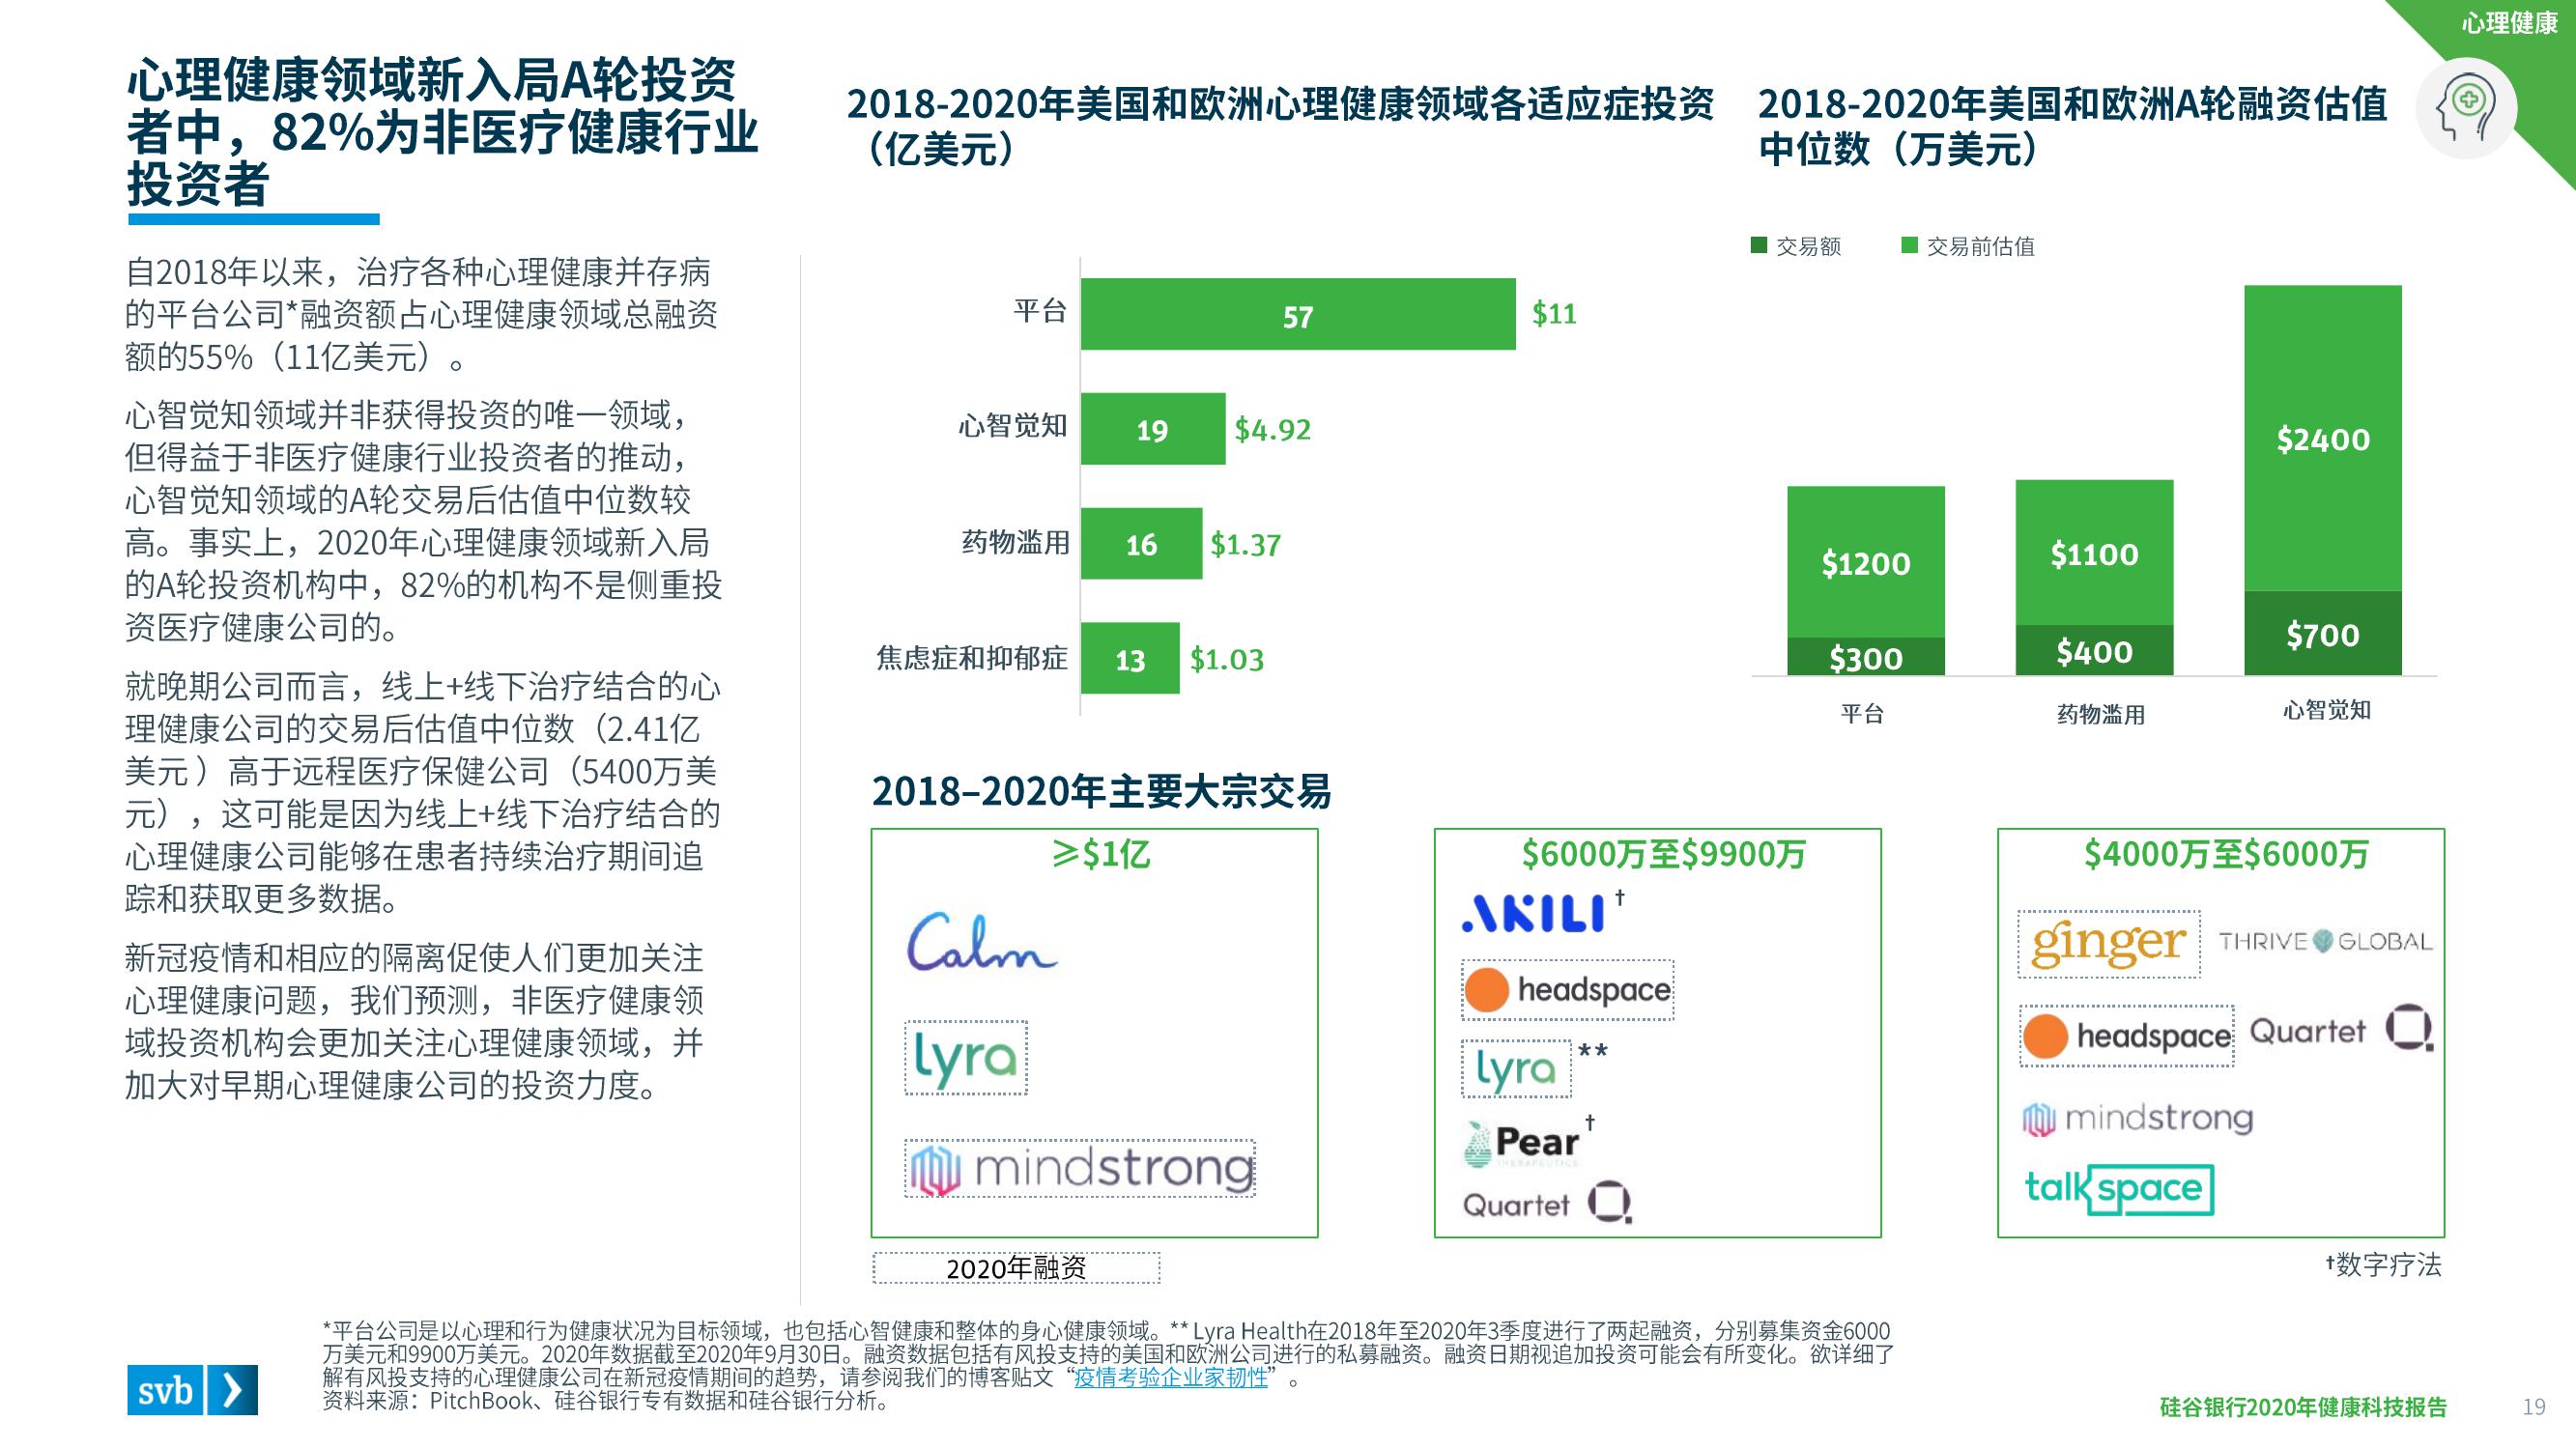 心理健康
心理健康领域新入局A轮投资
者中，82%为非医疗健康行业
投资者
自2018年以来，治疗各种心理健康并存病
的平台公司*融资额占心理健康领域总融资
额的55%（11亿美元）。
心智觉知领域并非获得投资的唯一领域，
但得益于非医疗健康行业投资者的推动，
心智觉知领域的A轮交易后估值中位数较
高。事实上，2020年心理健康领域新入局
的A轮投资机构中，82%的机构不是侧重投
资医疗健康公司的。
就晚期公司而言，线上+线下治疗结合的心
理健康公司的交易后估值中位数（2.41亿
美元 ）高于远程医疗保健公司（5400万美
元），这可能是因为线上+线下治疗结合的
心理健康公司能够在患者持续治疗期间追
踪和获取更多数据。
新冠疫情和相应的隔离促使人们更加关注
心理健康问题，我们预测，非医疗健康领
域投资机构会更加关注心理健康领域，并
加大对早期心理健康公司的投资力度。
2018-2020年美国和欧洲心理健康领域各适应症投资
（亿美元）
平台 57 $11
心智觉知 19 $4.92
药物滥用 16 $1.37
焦虑症和抑郁症 13 $1.03
2018-2020年美国和欧洲A轮融资估值
中位数（万美元）
交易额 交易前估值
$1200 $1100 $2400
$300 $400 $700
平台 药物滥用 心智觉知
2018–2020年主要大宗交易
≥$1亿
Calm
lyra
mindstrong
$6000万至$9900万
AKILI †
headspace
lyra **
Pear †
THERAPEUTICS
Quartet
$4000万至$6000万
ginger THRIVE GLOBAL
headspace Quartet
mindstrong
talkspace
2020年融资
†数字疗法
*平台公司是以心理和行为健康状况为目标领域，也包括心智健康和整体的身心健康领域。** Lyra Health在2018年至2020年3季度进行了两起融资，分别募集资金6000
万美元和9900万美元。2020年数据截至2020年9月30日。融资数据包括有风投支持的美国和欧洲公司进行的私募融资。融资日期视追加投资可能会有所变化。欲详细了
解有风投支持的心理健康公司在新冠疫情期间的趋势，请参阅我们的博客贴文“疫情考验企业家韧性”。
资料来源：PitchBook、硅谷银行专有数据和硅谷银行分析。
svb
硅谷银行2020年健康科技报告 19